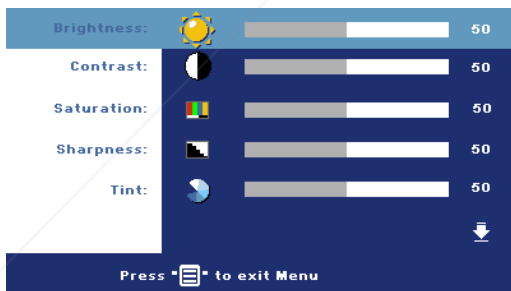 Brightness: 50
Contrast: 50
Saturation: 50
Sharpness: 50
Tint: 50
Press "" to exit Menu